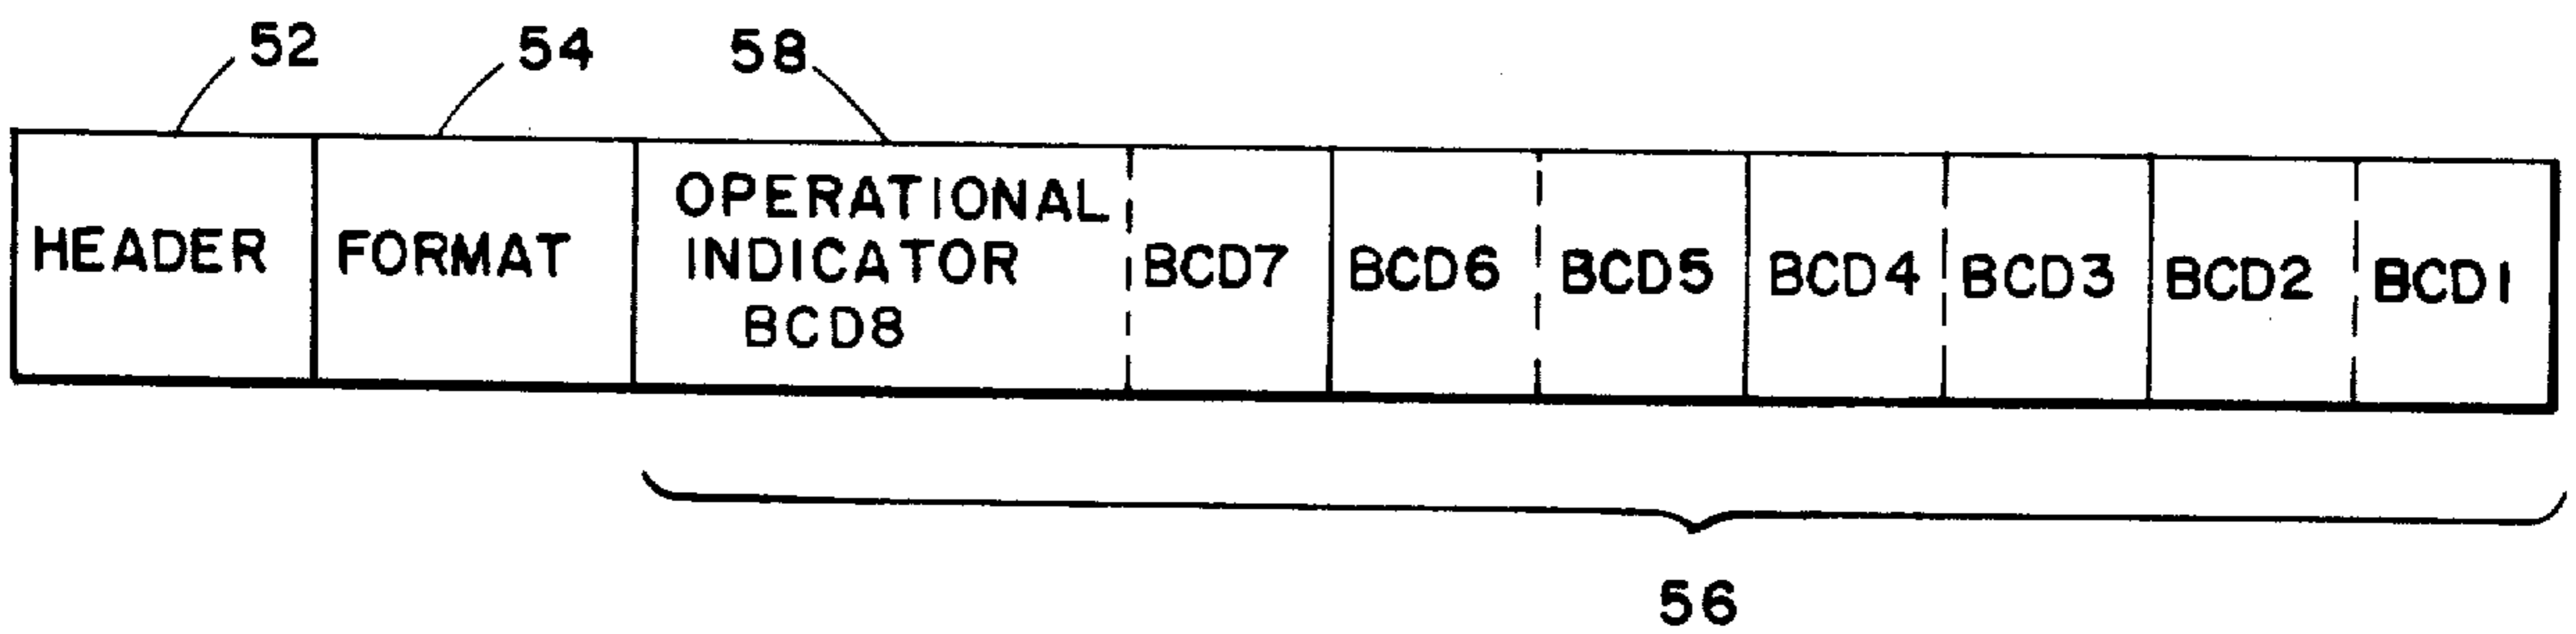 52 54 58
HEADER FORMAT OPERATIONAL INDICATOR BCD8 BCD7 BCD6 BCD5 BCD4 BCD3 BCD2 BCD1
56